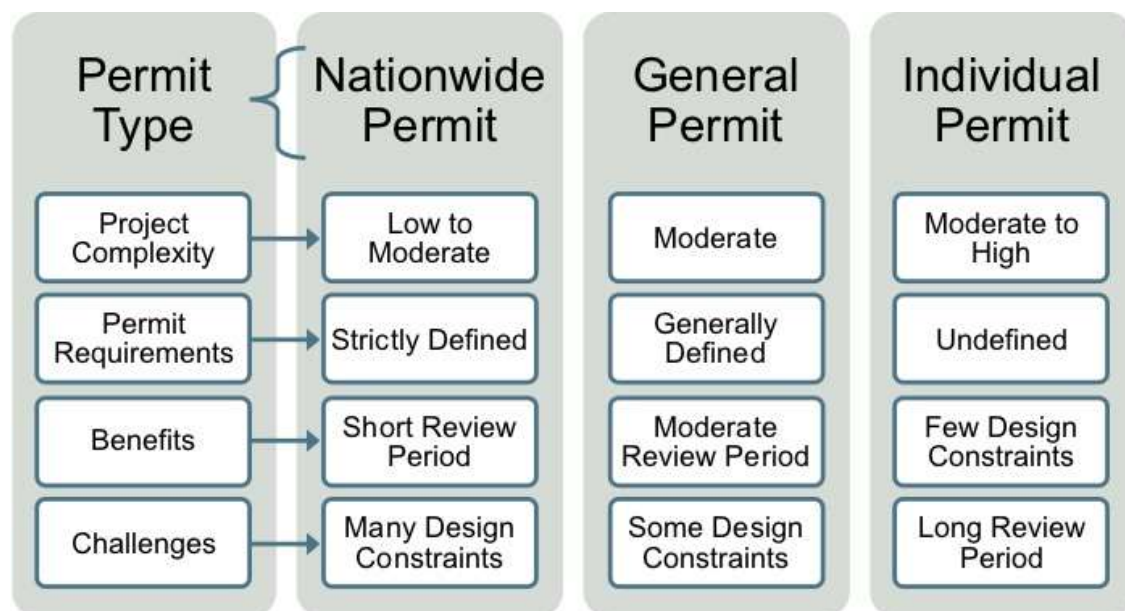 Permit
Type
Nationwide
Permit
General
Permit
Individual
Permit
Project
Complexity
Low to
Moderate
Moderate
Moderate to
High
Permit
Requirements
Strictly Defined
Generally
Defined
Undefined
Benefits
Short Review
Period
Moderate
Review Period
Few Design
Constraints
Challenges
Many Design
Constraints
Some Design
Constraints
Long Review
Period